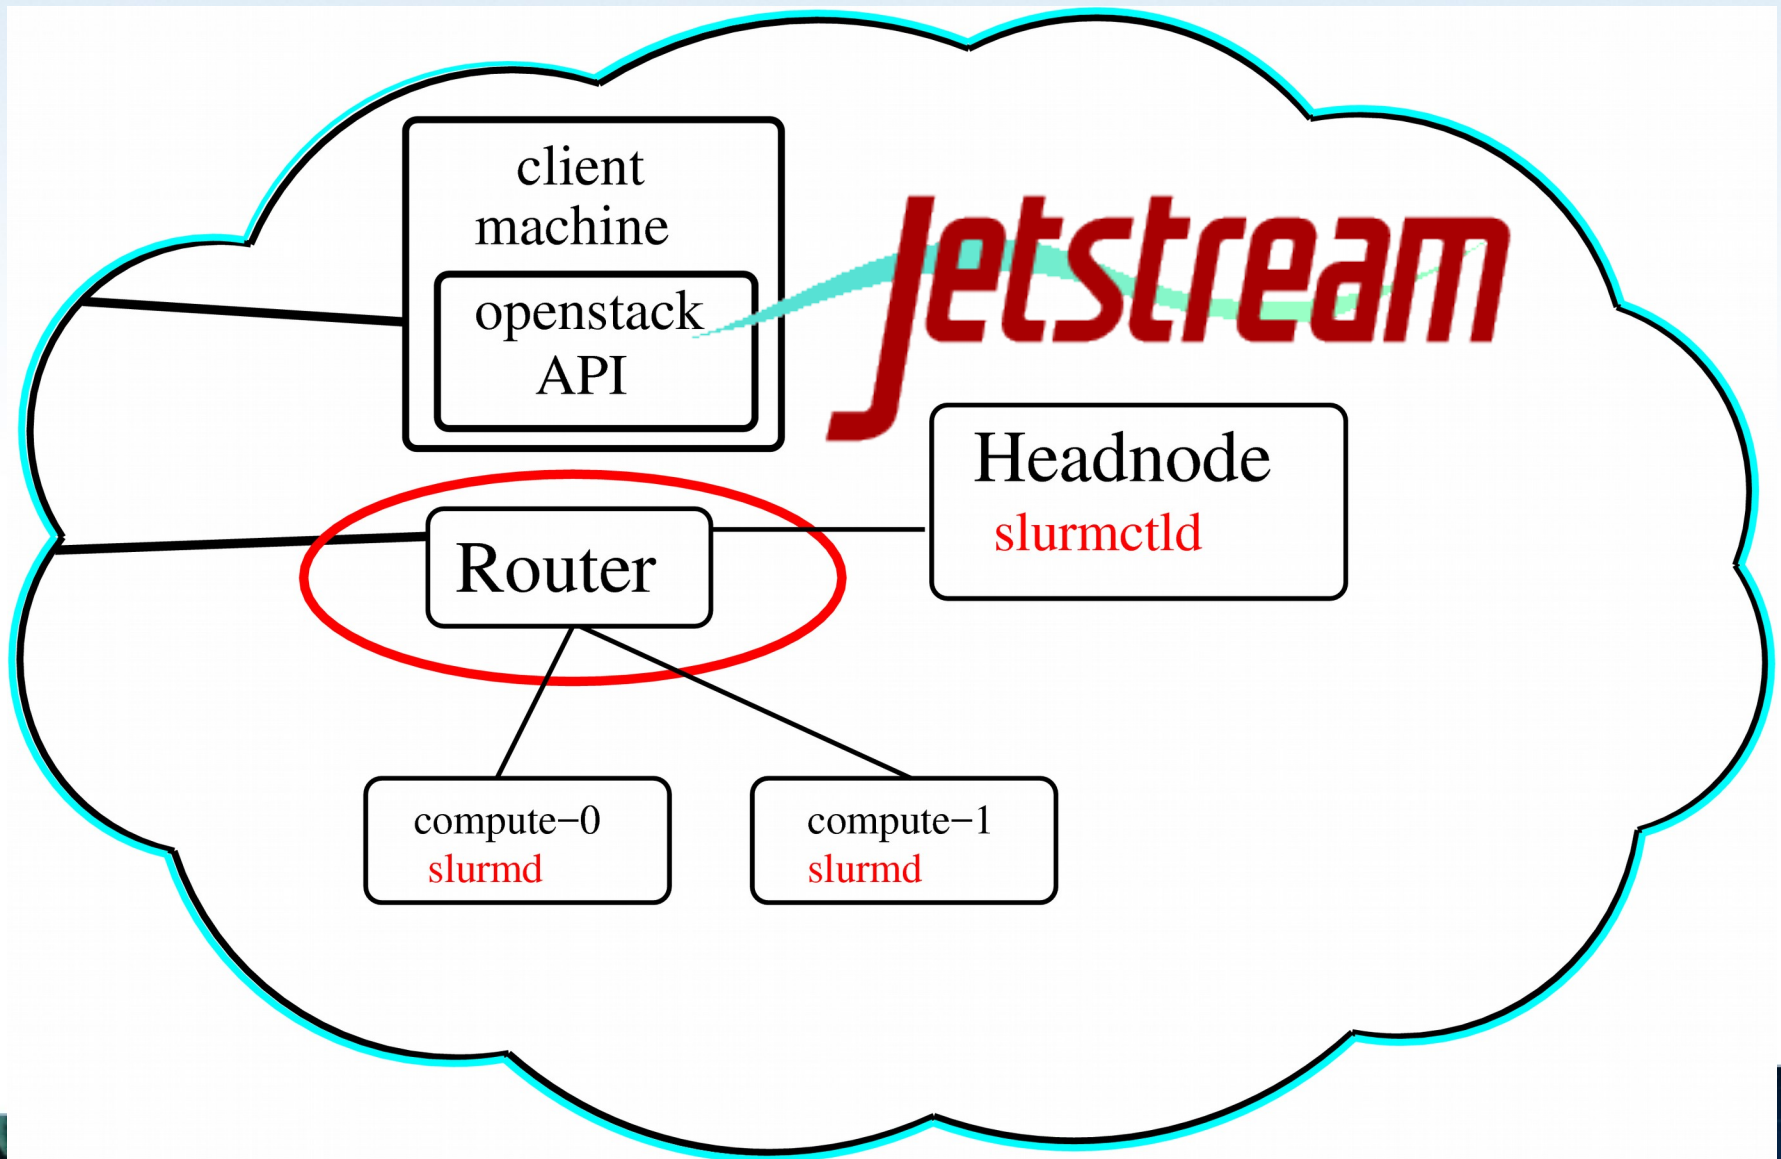 client
machine
openstack
API
Jetstream
Headnode
slurmctld
Router
compute−0
slurmd
compute−1
slurmd